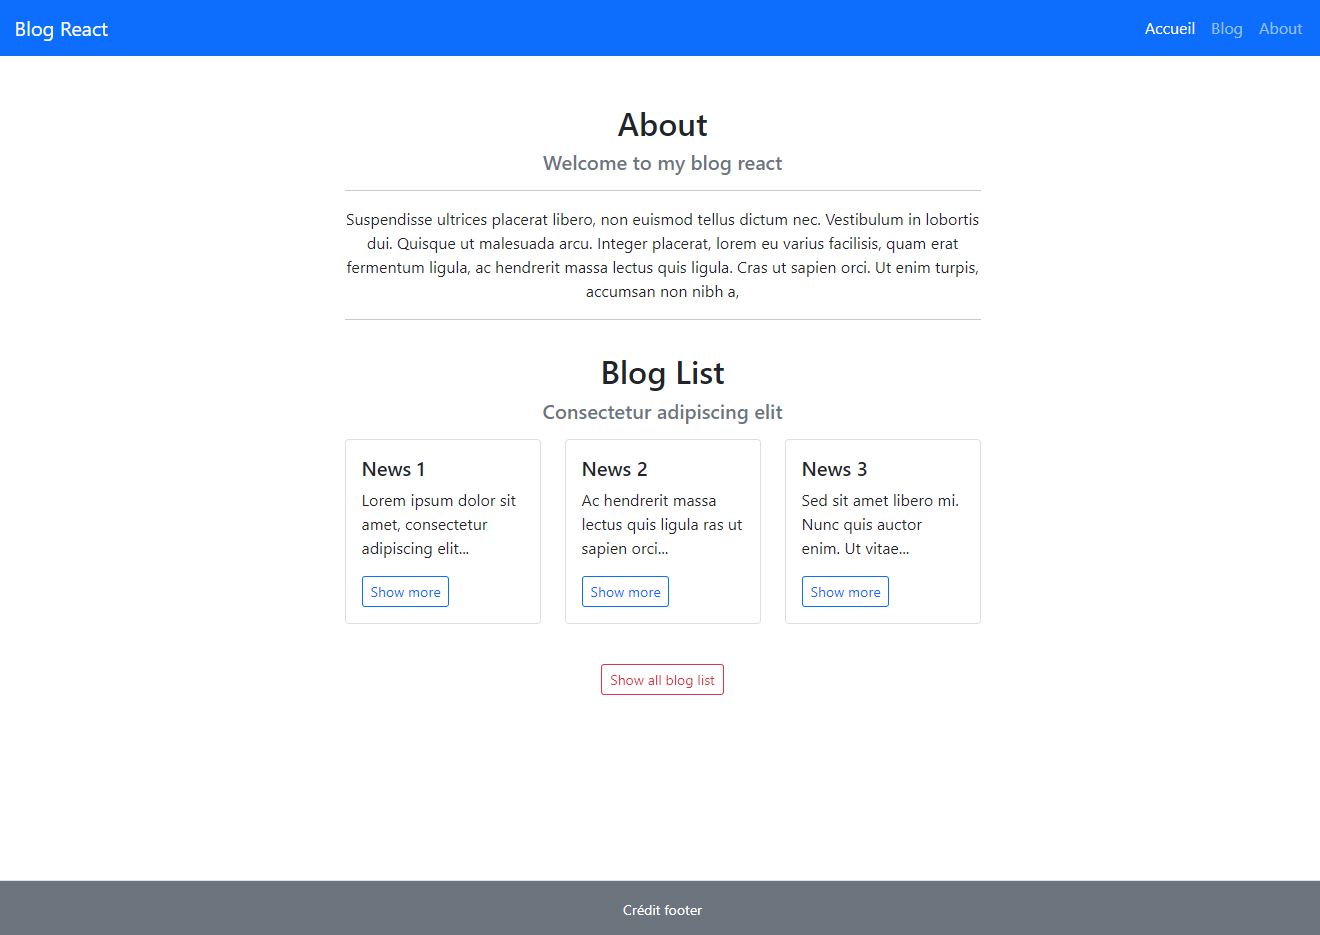 Blog React
Accueil Blog About
About
Welcome to my blog react
Suspendisse ultrices placerat libero, non euismod tellus dictum nec. Vestibulum in lobortis
dui. Quisque ut malesuada arcu. Integer placerat, lorem eu varius facilisis, quam erat
fermentum ligula, ac hendrerit massa lectus quis ligula. Cras ut sapien orci. Ut enim turpis,
accumsan non nibh a,
Blog List
Consectetur adipiscing elit
News 1
Lorem ipsum dolor sit
amet, consectetur
adipiscing elit...
Show more
News 2
Ac hendrerit massa
lectus quis ligula ras ut
sapien orci...
Show more
News 3
Sed sit amet libero mi.
Nunc quis auctor
enim. Ut vitae...
Show more
Show all blog list
Crédit footer